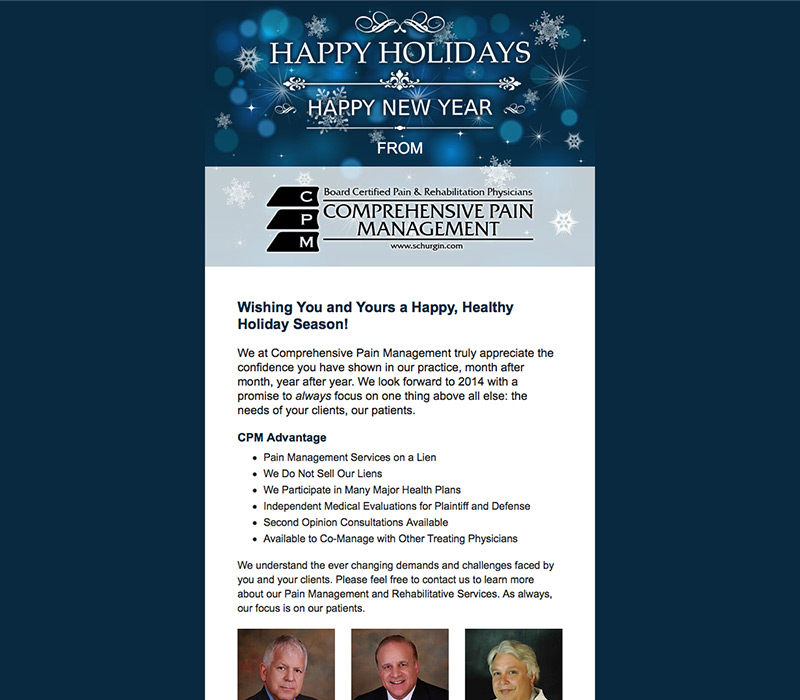 HAPPY HOLIDAYS
HAPPY NEW YEAR
FROM
C
P
M
Board Certified Pain & Rehabilitation Physicians
COMPREHENSIVE PAIN
MANAGEMENT
www.schurgin.com
Wishing You and Yours a Happy, Healthy
Holiday Season!
We at Comprehensive Pain Management truly appreciate the
confidence you have shown in our practice, month after
month, year after year. We look forward to 2014 with a
promise to always focus on one thing above all else: the
needs of your clients, our patients.
CPM Advantage
• Pain Management Services on a Lien
• We Do Not Sell Our Liens
• We Participate in Many Major Health Plans
• Independent Medical Evaluations for Plaintiff and Defense
• Second Opinion Consultations Available
• Available to Co-Manage with Other Treating Physicians
We understand the ever changing demands and challenges faced by
you and your clients. Please feel free to contact us to learn more
about our Pain Management and Rehabilitative Services. As always,
our focus is on our patients.